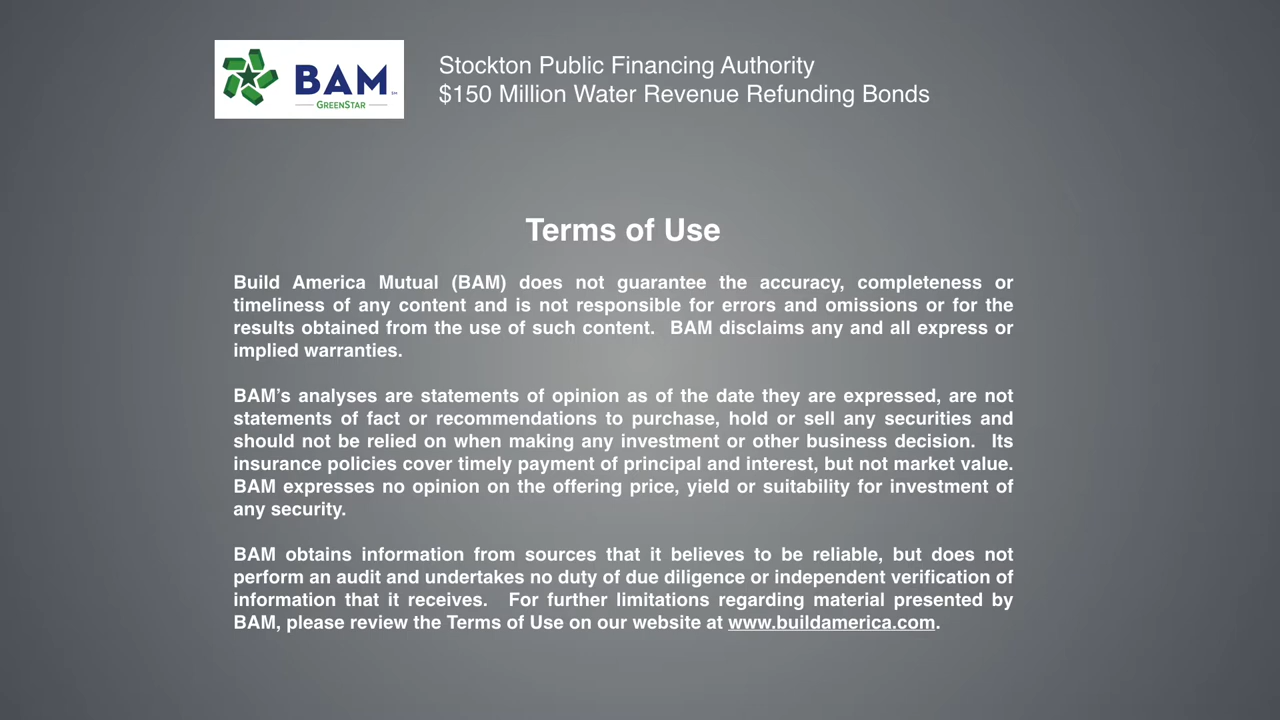 BAM
SM
GREENSTAR
Stockton Public Financing Authority
$150 Million Water Revenue Refunding Bonds
Terms of Use
Build America Mutual (BAM) does not guarantee the accuracy, completeness or
timeliness of any content and is not responsible for errors and omissions or for the
results obtained from the use of such content.  BAM disclaims any and all express or
implied warranties.
BAM’s analyses are statements of opinion as of the date they are expressed, are not
statements of fact or recommendations to purchase, hold or sell any securities and
should not be relied on when making any investment or other business decision.  Its
insurance policies cover timely payment of principal and interest, but not market value.
BAM expresses no opinion on the offering price, yield or suitability for investment of
any security.
BAM obtains information from sources that it believes to be reliable, but does not
perform an audit and undertakes no duty of due diligence or independent verification of
information that it receives.  For further limitations regarding material presented by
BAM, please review the Terms of Use on our website at www.buildamerica.com.